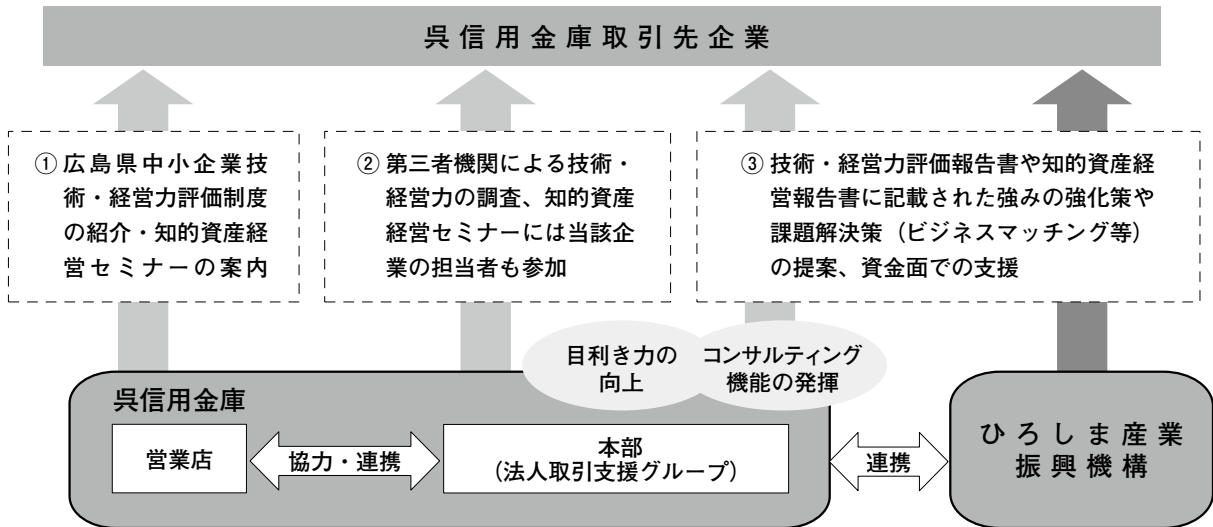 呉信用金庫取引先企業
① 広島県中小企業技
術・経営力評価制度
の紹介・知的資産経
営セミナーの案内
② 第三者機関による技術・
経営力の調査、知的資産
経営セミナーには当該企
業の担当者も参加
③ 技術・経営力評価報告書や知的資産経
営報告書に記載された強みの強化策や
課題解決策（ビジネスマッチング等）
の提案、資金面での支援
目利き力の
向上
コンサルティング
機能の発揮
呉信用金庫
営業店
協力・連携
本部
（法人取引支援グループ）
連携
ひろしま産業
振興機構